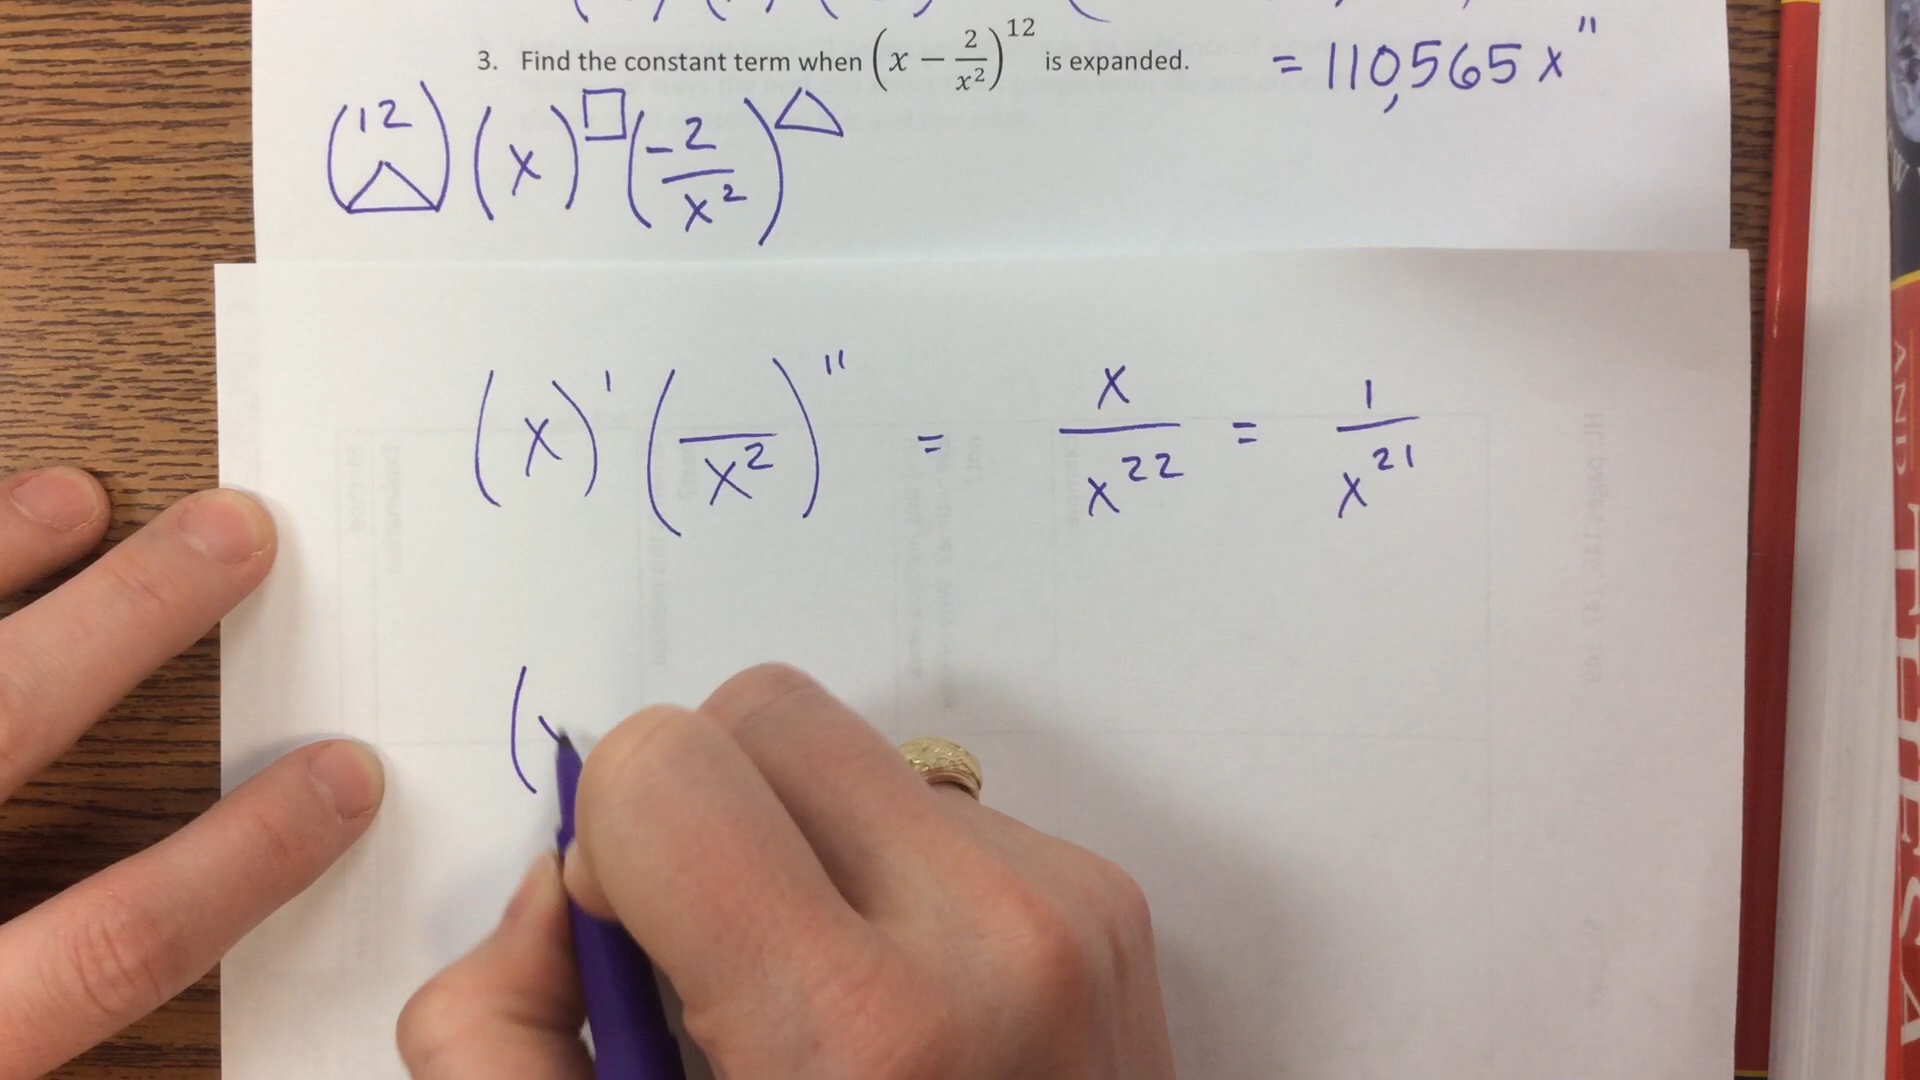 3. Find the constant term when (x − 2/x²)¹² is expanded.
= 110,565 x¹¹
(12 △) (x)^□ (-2/x²)^△
(x)¹ ( /x²)¹¹ = x/x²² = 1/x²¹
(
AND